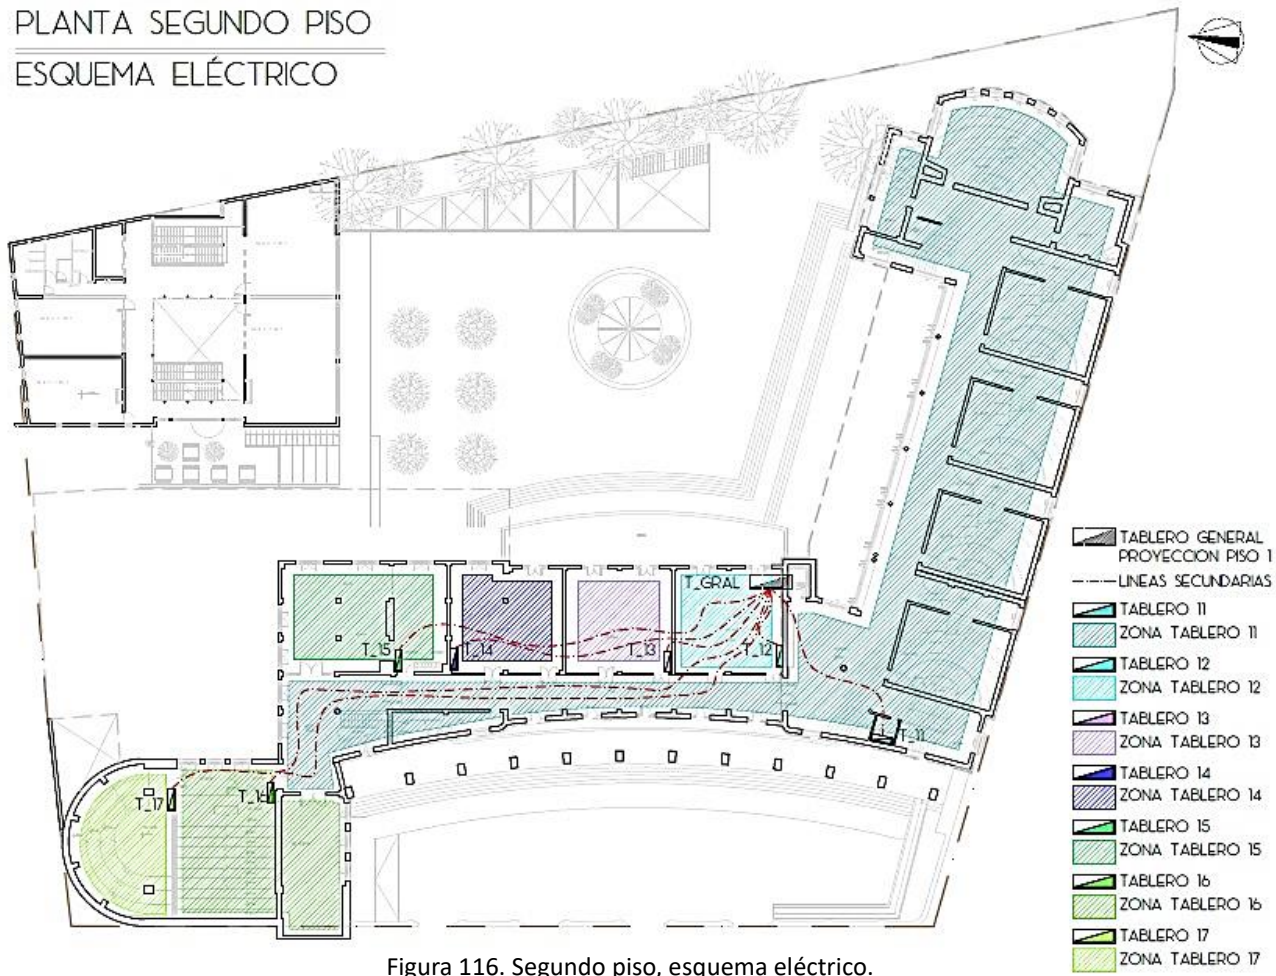 PLANTA SEGUNDO PISO
ESQUEMA ELÉCTRICO
T_GRAL
T_15
T_14
T_13
T_12
T_11
T_17
T_16
TABLERO GENERAL
PROYECCION PISO 1
LINEAS SECUNDARIAS
TABLERO 11
ZONA TABLERO 11
TABLERO 12
ZONA TABLERO 12
TABLERO 13
ZONA TABLERO 13
TABLERO 14
ZONA TABLERO 14
TABLERO 15
ZONA TABLERO 15
TABLERO 16
ZONA TABLERO 16
TABLERO 17
ZONA TABLERO 17
Figura 116. Segundo piso, esquema eléctrico.